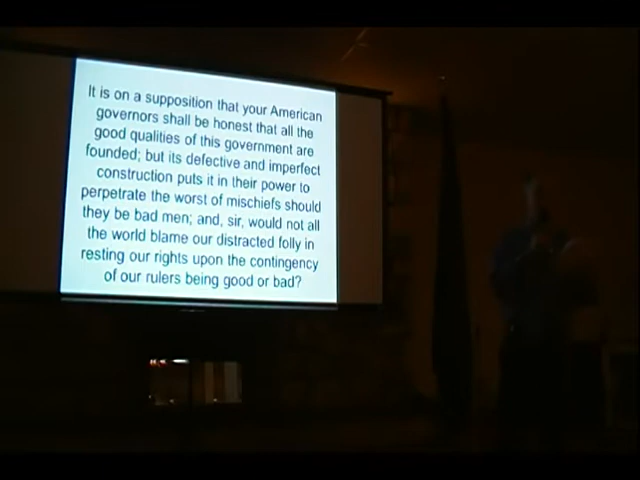 It is on a supposition that your American
governors shall be honest that all the
good qualities of this government are
founded; but its defective and imperfect
construction puts it in their power to
perpetrate the worst of mischiefs should
they be bad men; and, sir, would not all
the world blame our distracted folly in
resting our rights upon the contingency
of our rulers being good or bad?